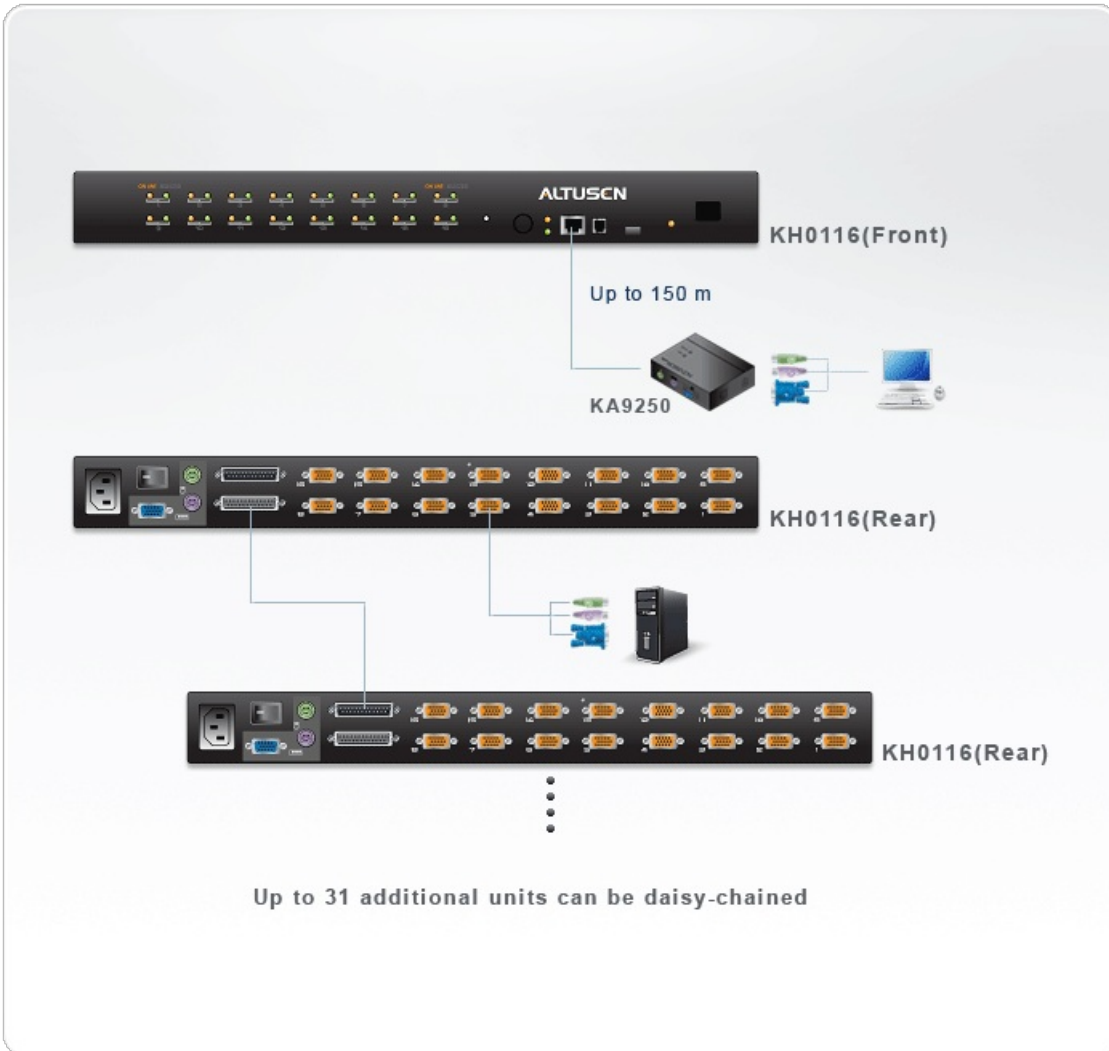 ALTUSEN
KH0116(Front)
Up to 150 m
KA9250
KH0116(Rear)
KH0116(Rear)
Up to 31 additional units can be daisy-chained